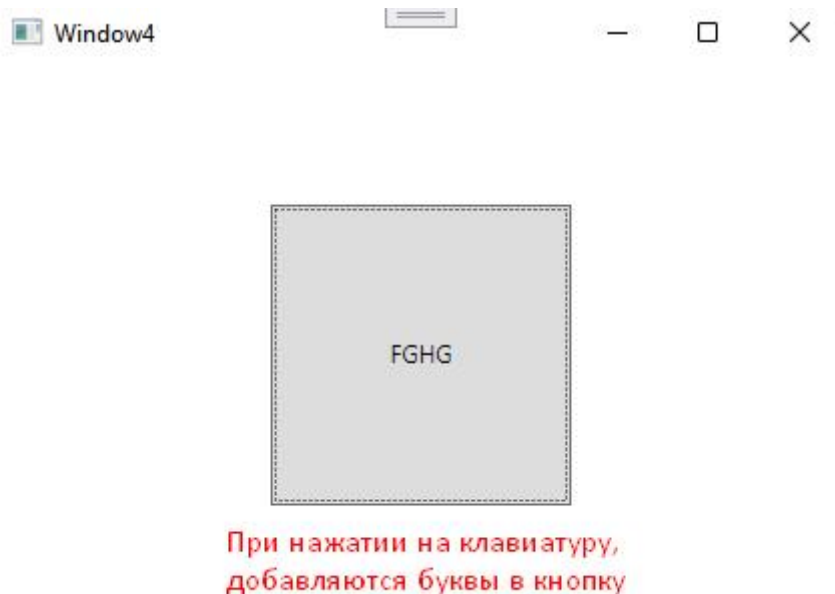 Window4
FGHG
При нажатии на клавиатуру,
добавляются буквы в кнопку